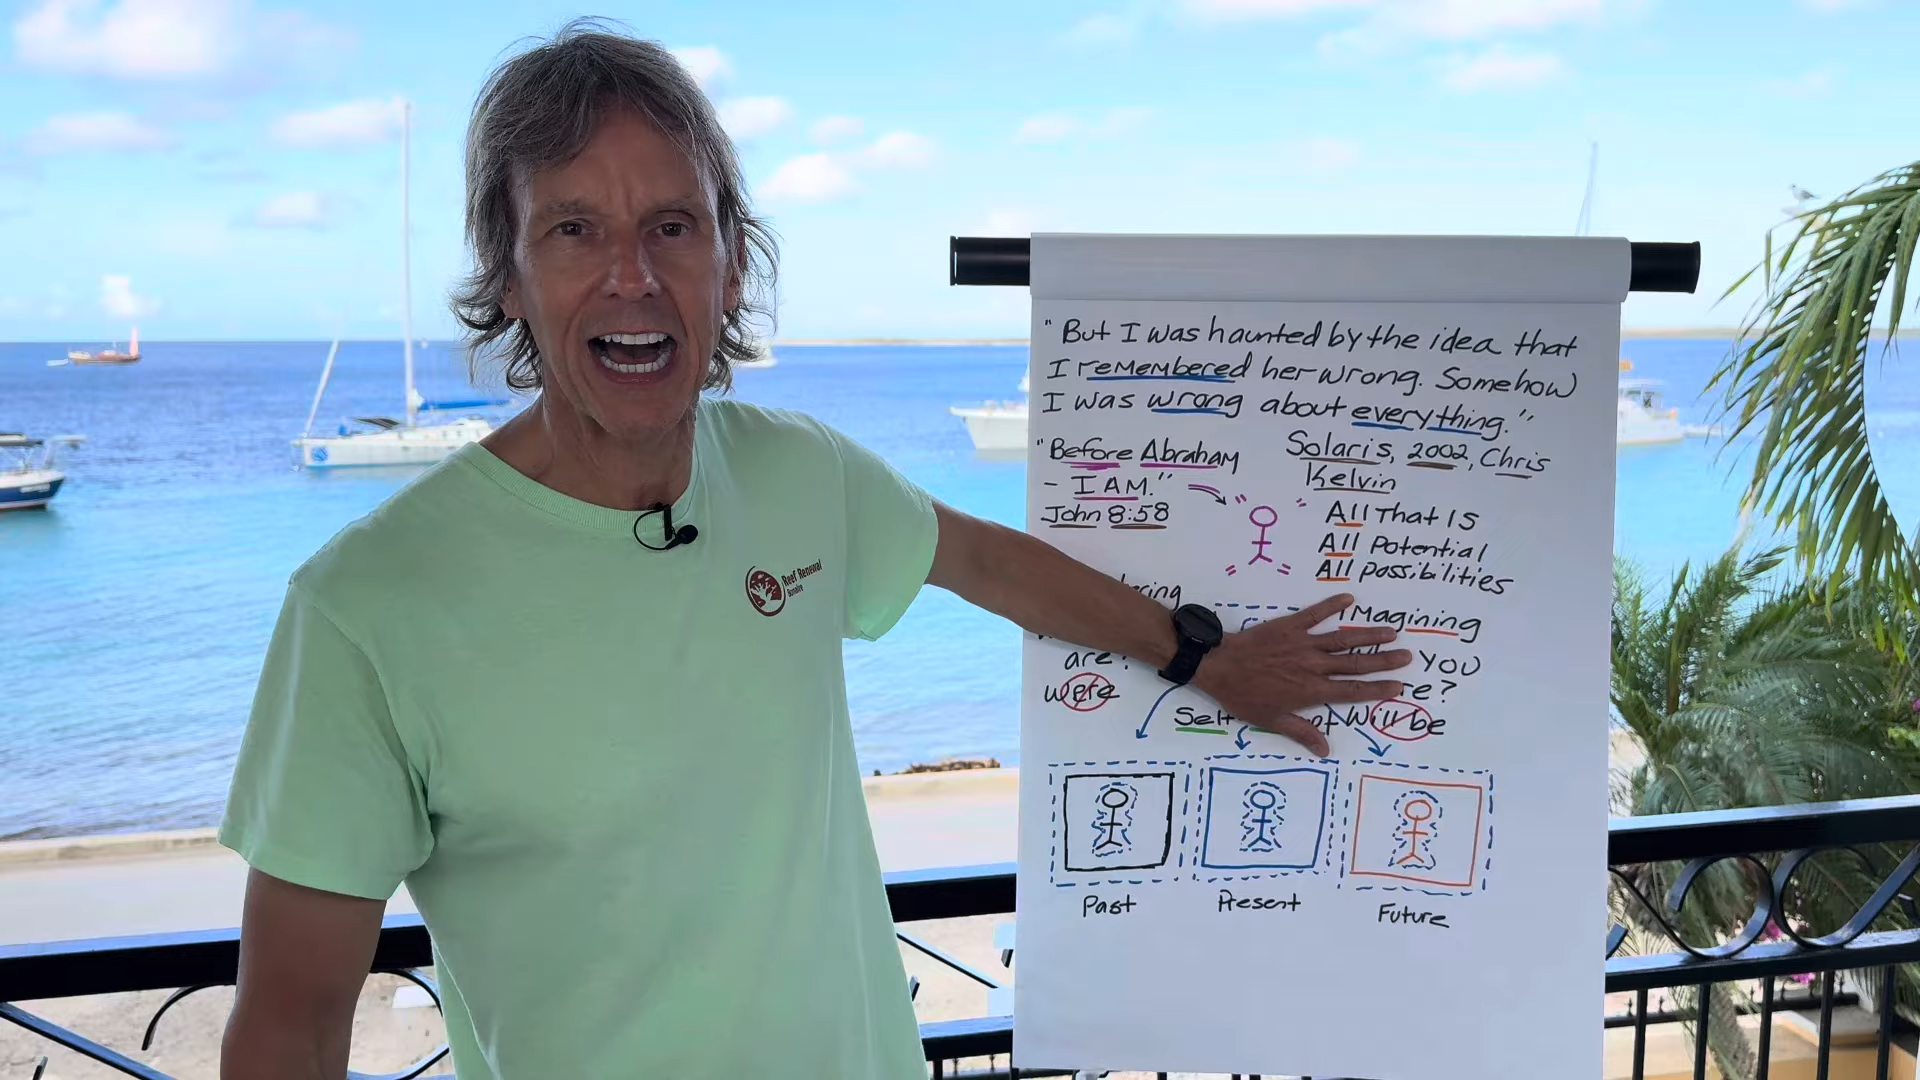 "But I was haunted by the idea that
I remembered her wrong. Somehow
I was wrong about everything."
Solaris, 2002, Chris
Kelvin
"Before Abraham
- I AM."
John 8:58
All That Is
All Potential
All possibilities
are?
were
Imagining
you
Self
will be
Past
Present
Future
Reef Renewal
Bonaire